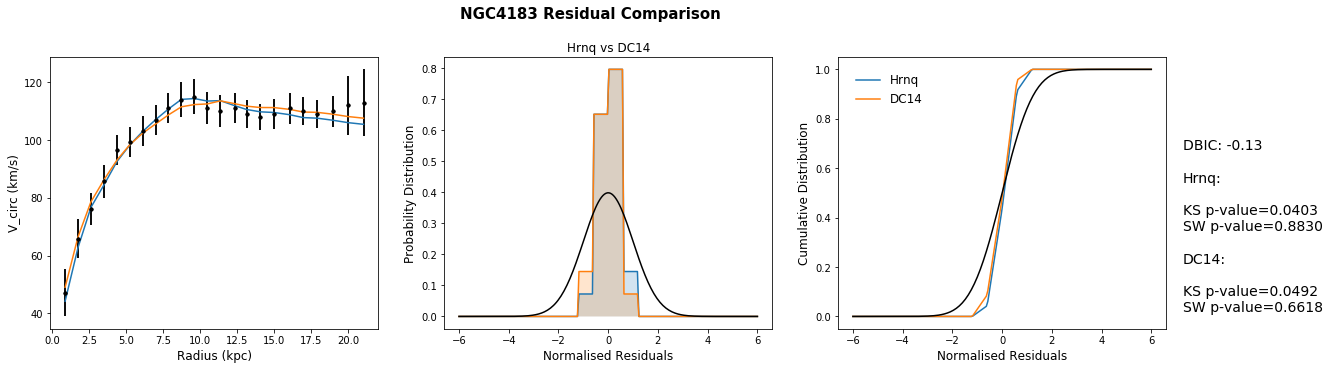 NGC4183 Residual Comparison
V_circ (km/s)
120
100
80
60
40
0.0 2.5 5.0 7.5 10.0 12.5 15.0 17.5 20.0
Radius (kpc)
Hrnq vs DC14
Probability Distribution
0.8
0.7
0.6
0.5
0.4
0.3
0.2
0.1
0.0
−6 −4 −2 0 2 4 6
Normalised Residuals
Cumulative Distribution
1.0
0.8
0.6
0.4
0.2
0.0
Hrnq
DC14
−6 −4 −2 0 2 4 6
Normalised Residuals
DBIC: -0.13
Hrnq:
KS p-value=0.0403
SW p-value=0.8830
DC14:
KS p-value=0.0492
SW p-value=0.6618